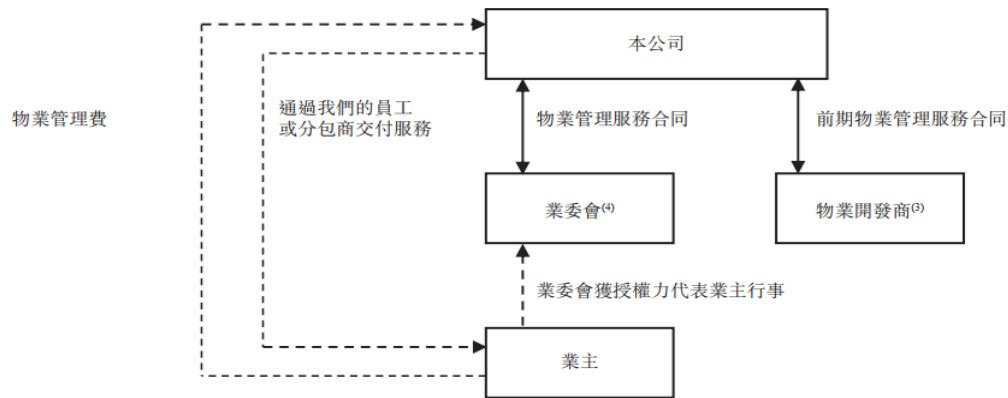 本公司
物業管理費
通過我們的員工
或分包商交付服務
物業管理服務合同
前期物業管理服務合同
業委會(4)
物業開發商(3)
業委會獲授權力代表業主行事
業主